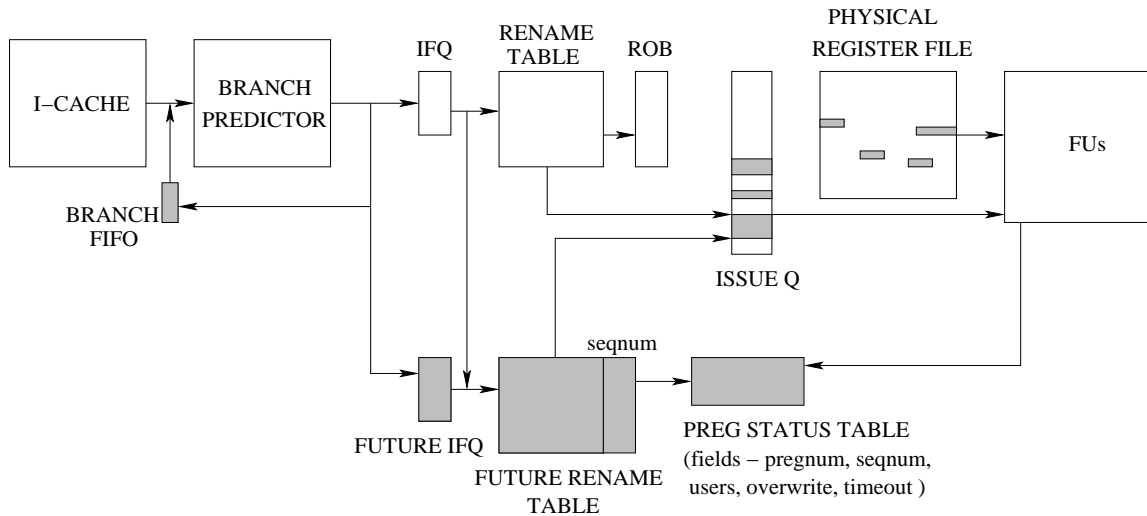 PHYSICAL
REGISTER FILE
RENAME
TABLE
IFQ
ROB
I–CACHE
BRANCH
PREDICTOR
FUs
BRANCH
FIFO
ISSUE Q
seqnum
FUTURE IFQ
FUTURE RENAME
TABLE
PREG STATUS TABLE
(fields – pregnum, seqnum,
users, overwrite, timeout )